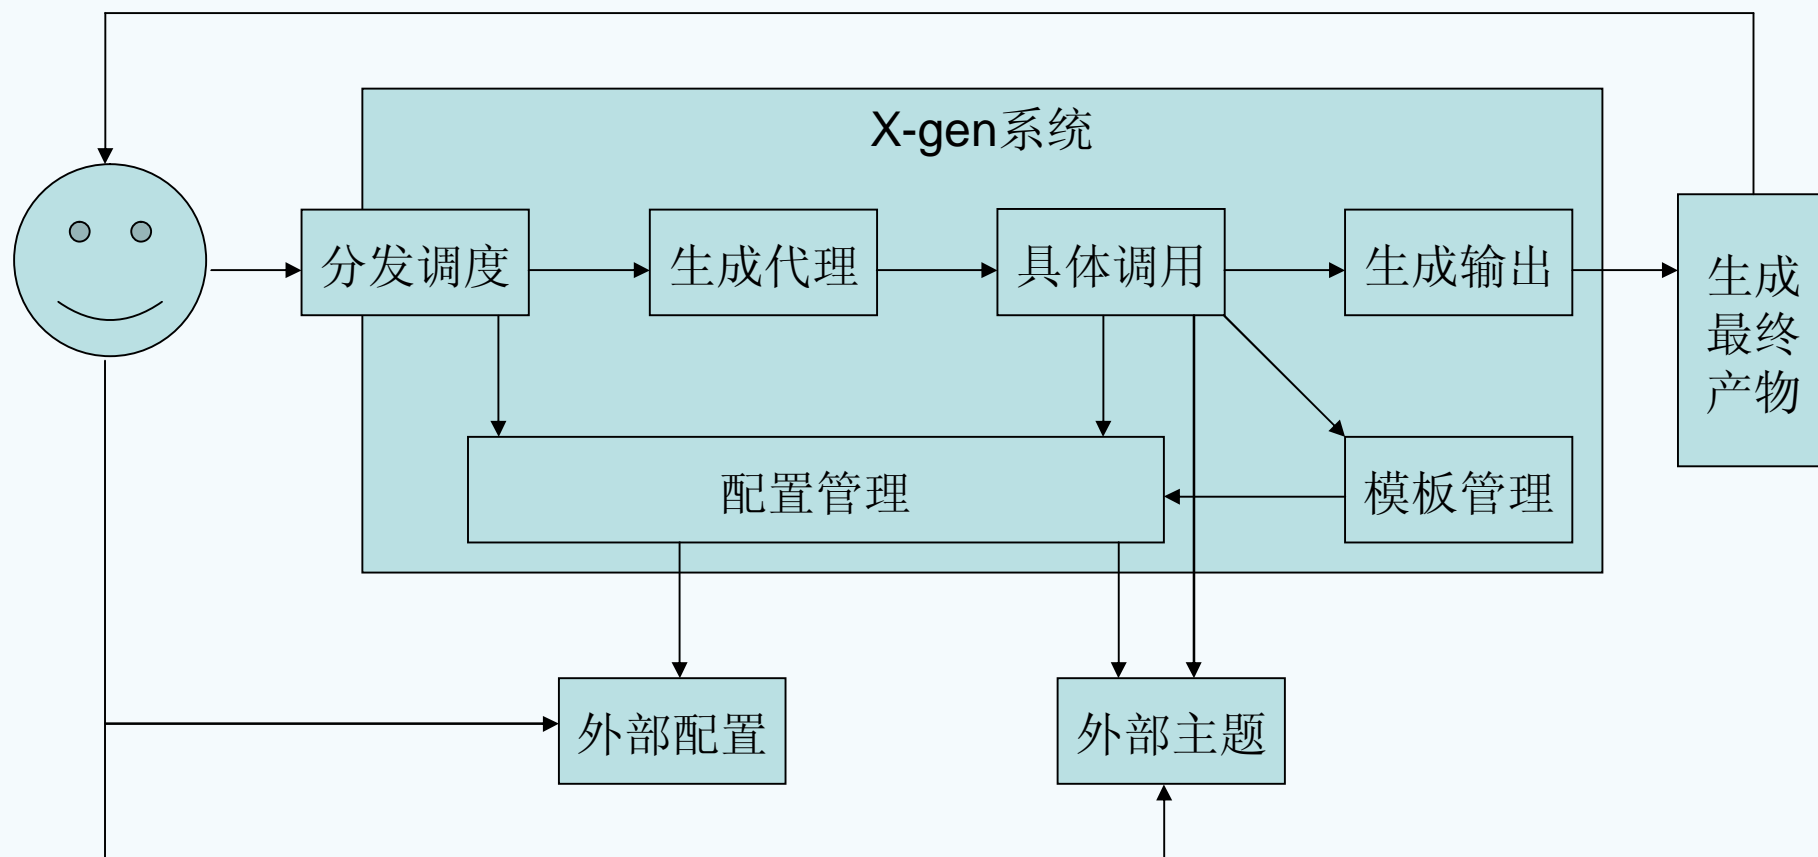 X-gen系统
分发调度
生成代理
具体调用
生成输出
生成
最终
产物
配置管理
模板管理
外部配置
外部主题